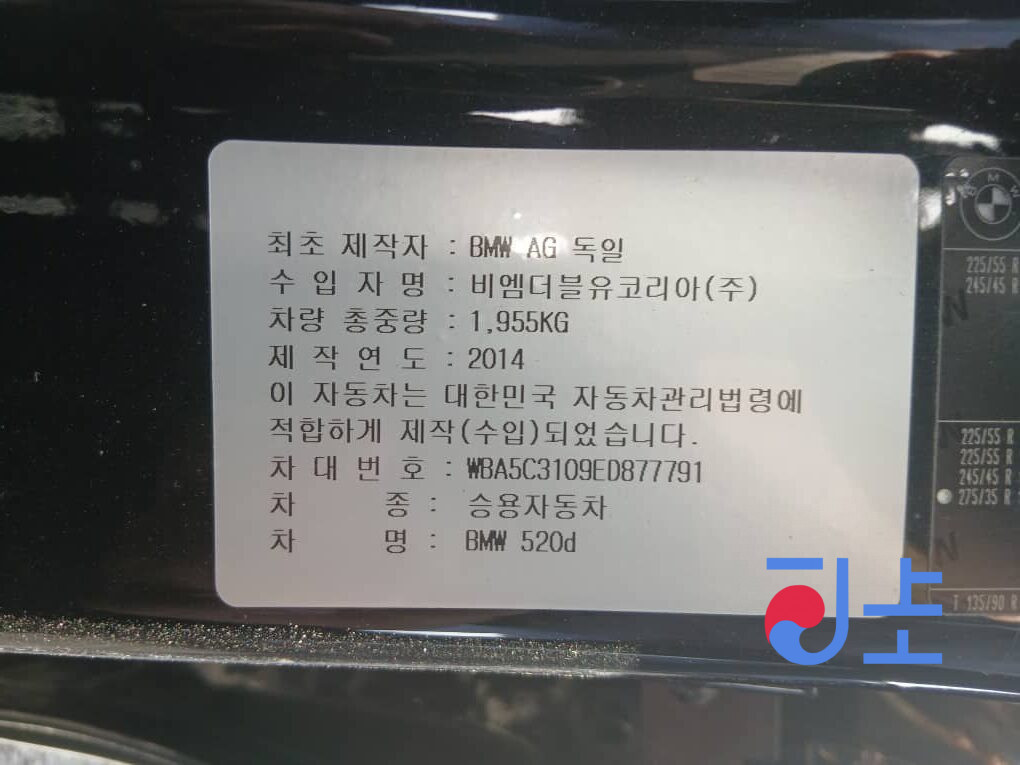 최초 제작자 : BMW AG 독일
수 입 자 명 : 비엠더블유코리아(주)
차량 총중량 : 1,955KG
제 작 연 도 : 2014
이 자동차는 대한민국 자동차관리법령에
적합하게 제작(수입)되었습니다.
차 대 번 호 : WBA5C3109ED877791
차 종 : 승용자동차
차 명 : BMW 520d
BMW
225/55 R
245/45 R
225/55 R
225/55 R
245/45 R
275/35 R
T 135/90 R